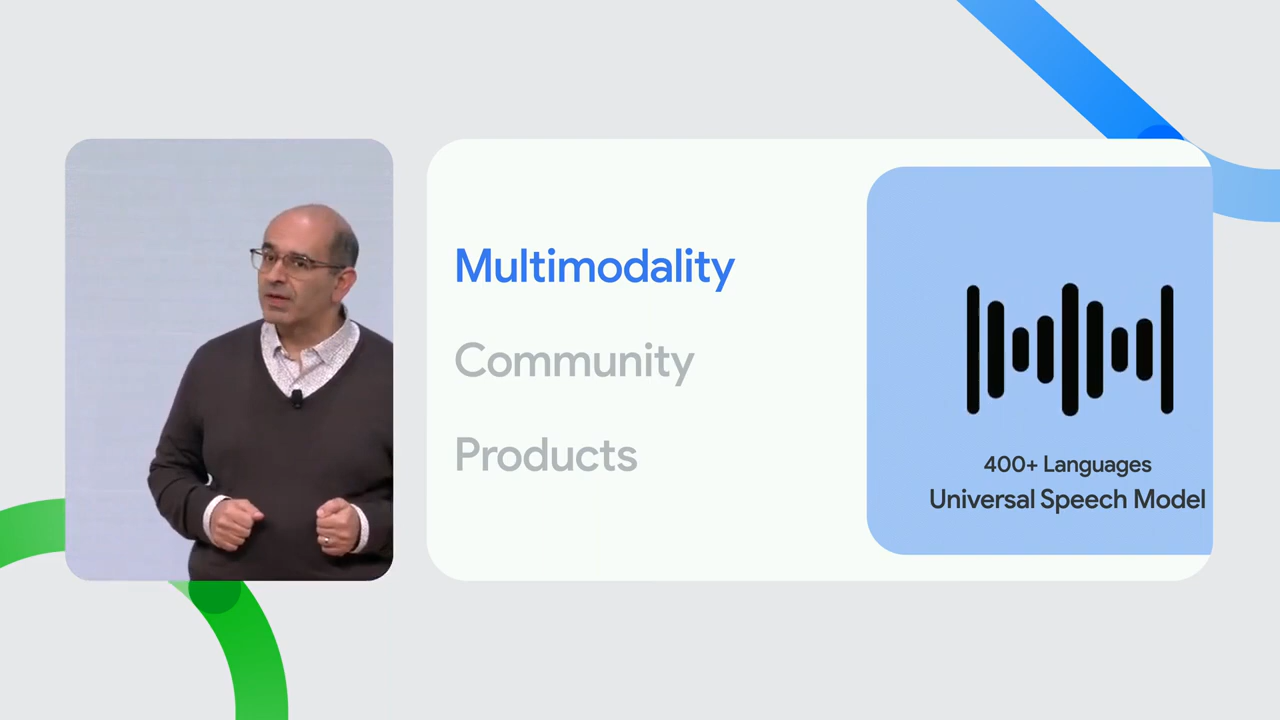 Multimodality
Community
Products
400+ Languages
Universal Speech Model